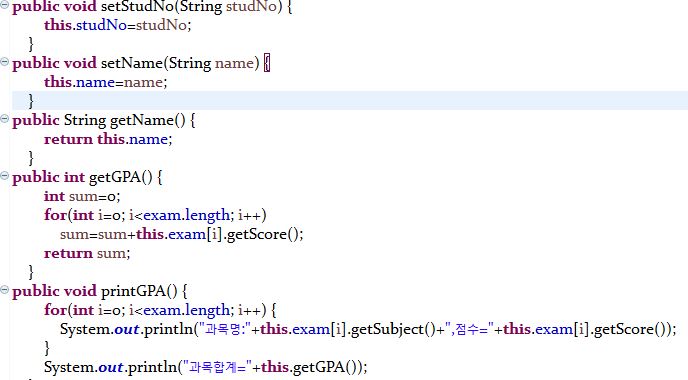 public void setStudNo(String studNo) {
this.studNo=studNo;
}
public void setName(String name) {
this.name=name;
}
public String getName() {
return this.name;
}
public int getGPA() {
int sum=0;
for(int i=0; i<exam.length; i++)
sum=sum+this.exam[i].getScore();
return sum;
}
public void printGPA() {
for(int i=0; i<exam.length; i++) {
System.out.println("과목명:"+this.exam[i].getSubject()+",점수="+this.exam[i].getScore());
}
System.out.println("과목합계="+this.getGPA());